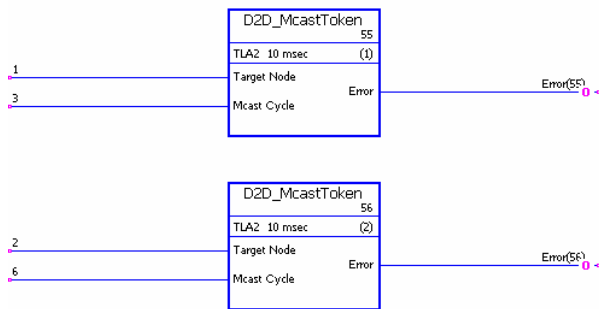 D2D_McastToken
55
TLA2 10 msec (1)
1
Target Node
Error
Error(55)
0
3
Mcast Cycle
D2D_McastToken
56
TLA2 10 msec (2)
2
Target Node
Error
Error(56)
0
6
Mcast Cycle